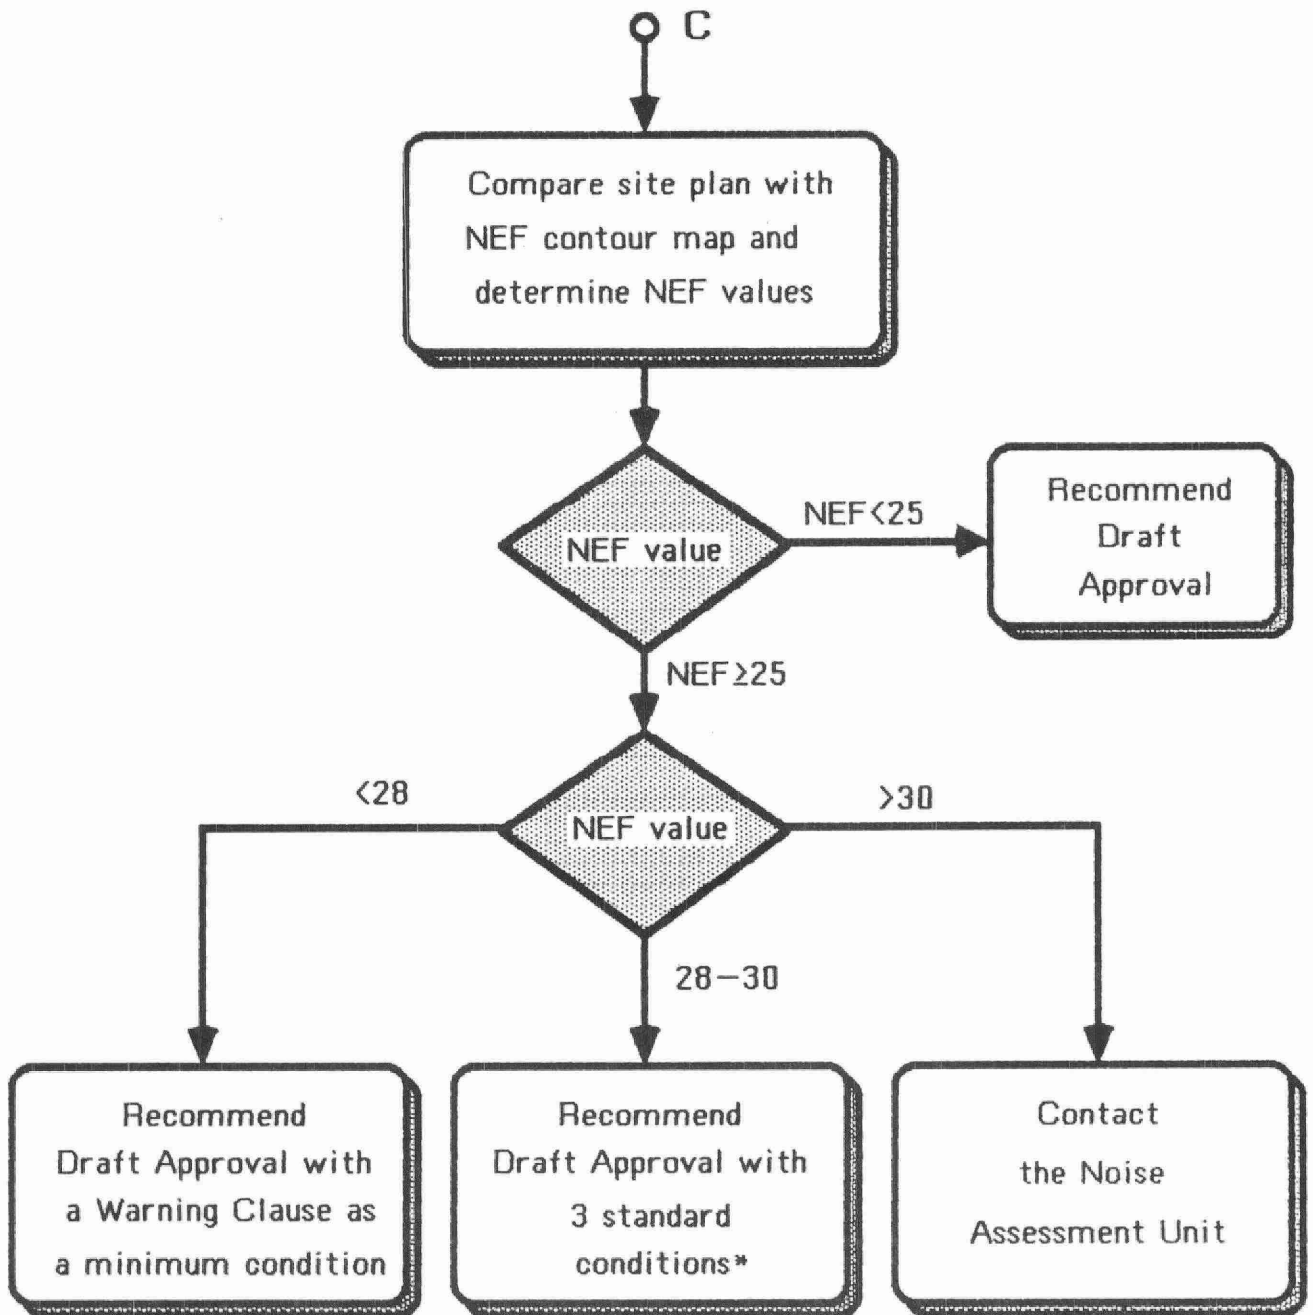 C
Compare site plan with
NEF contour map and
determine NEF values
NEF value
NEF<25
Recommend
Draft
Approval
NEF≥25
NEF value
<28
>30
28-30
Recommend
Draft Approval with
a Warning Clause as
a minimum condition
Recommend
Draft Approval with
3 standard
conditions*
Contact
the Noise
Assessment Unit